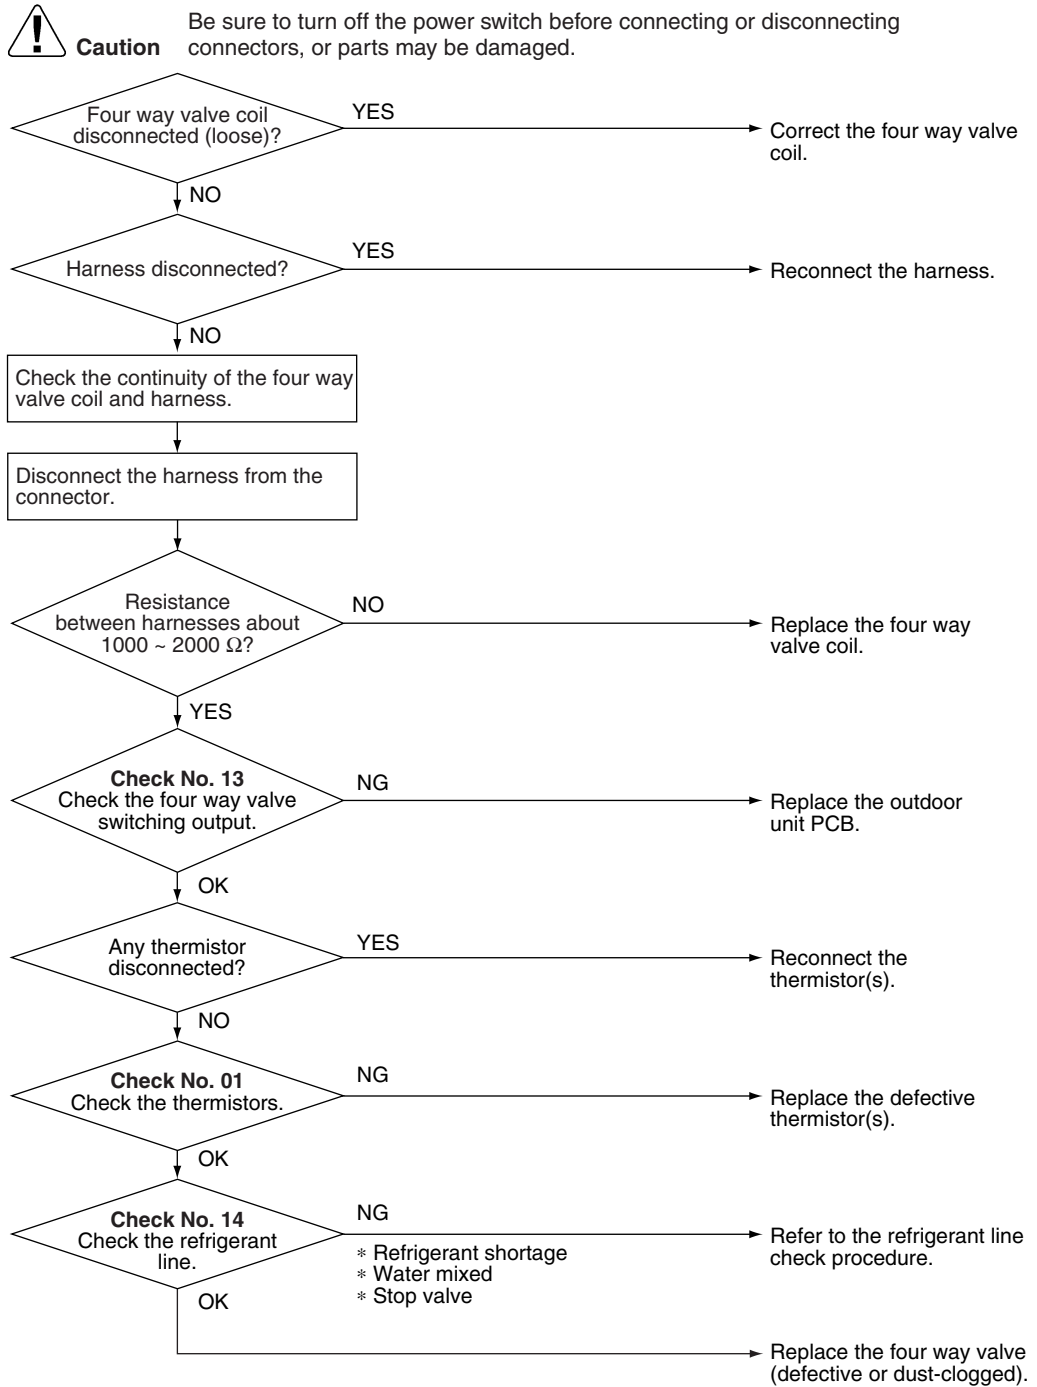 Caution
Be sure to turn off the power switch before connecting or disconnecting
connectors, or parts may be damaged.
Four way valve coil
disconnected (loose)?
YES
Correct the four way valve
coil.
NO
Harness disconnected?
YES
Reconnect the harness.
NO
Check the continuity of the four way
valve coil and harness.
Disconnect the harness from the
connector.
Resistance
between harnesses about
1000 ~ 2000 Ω?
NO
Replace the four way
valve coil.
YES
Check No. 13
Check the four way valve
switching output.
NG
Replace the outdoor
unit PCB.
OK
Any thermistor
disconnected?
YES
Reconnect the
thermistor(s).
NO
Check No. 01
Check the thermistors.
NG
Replace the defective
thermistor(s).
OK
Check No. 14
Check the refrigerant
line.
NG
∗ Refrigerant shortage
∗ Water mixed
∗ Stop valve
Refer to the refrigerant line
check procedure.
OK
Replace the four way valve
(defective or dust-clogged).